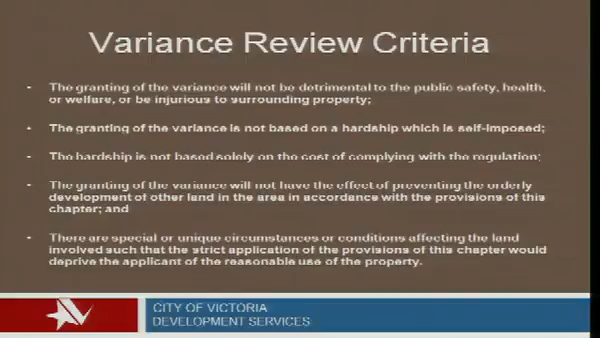 Variance Review Criteria
- The granting of the variance will not be detrimental to the public safety, health,
or welfare, or be injurious to surrounding property;
- The granting of the variance is not based on a hardship which is self-imposed;
- The hardship is not based solely on the cost of complying with the regulation;
- The granting of the variance will not have the effect of preventing the orderly
development of other land in the area in accordance with the provisions of this
chapter; and
- There are special or unique circumstances or conditions affecting the land
involved such that the strict application of the provisions of this chapter would
deprive the applicant of the reasonable use of the property.
CITY OF VICTORIA
DEVELOPMENT SERVICES